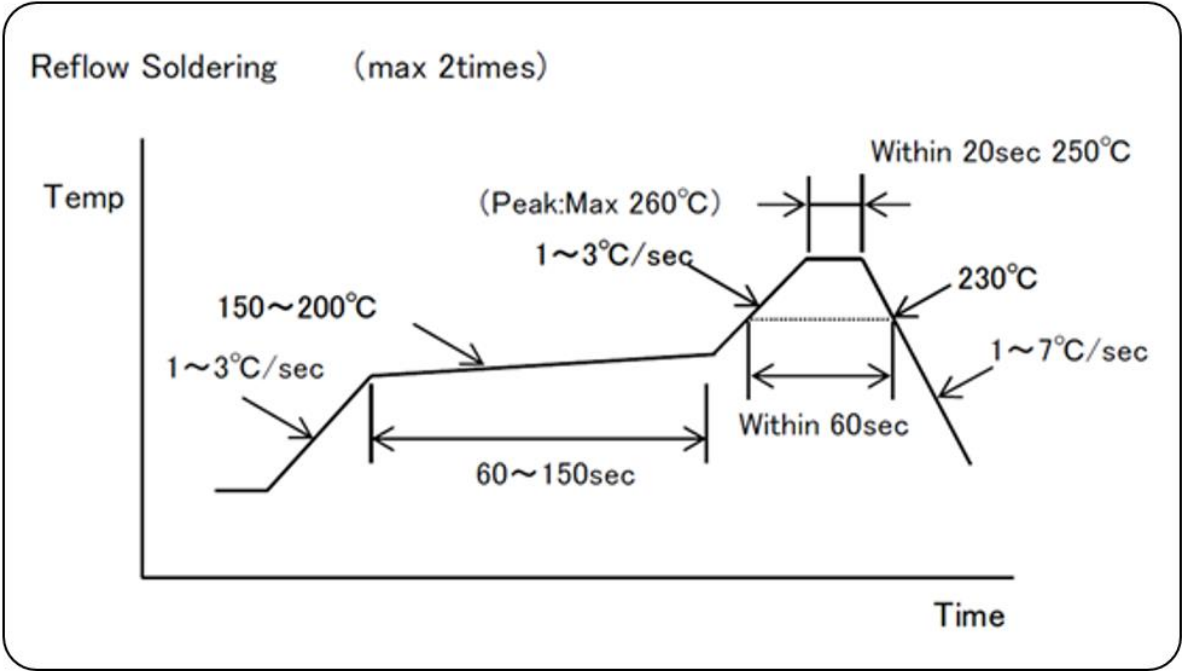 Reflow Soldering (max 2times)
Within 20sec 250℃
Temp
(Peak:Max 260℃)
1～3℃/sec
230℃
150～200℃
1～7℃/sec
1～3℃/sec
Within 60sec
60～150sec
Time